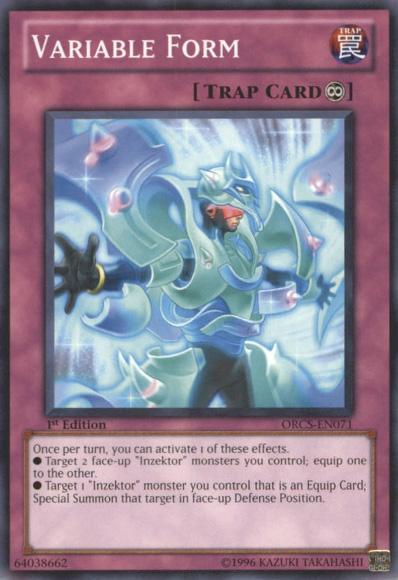 VARIABLE FORM
TRAP
罠
[TRAP CARD♾]
1st Edition
ORCS-EN071
Once per turn, you can activate 1 of these effects.
● Target 2 face-up "Inzektor" monsters you control; equip one
to the other.
● Target 1 "Inzektor" monster you control that is an Equip Card;
Special Summon that target in face-up Defense Position.
64038662
©1996 KAZUKI TAKAHASHI